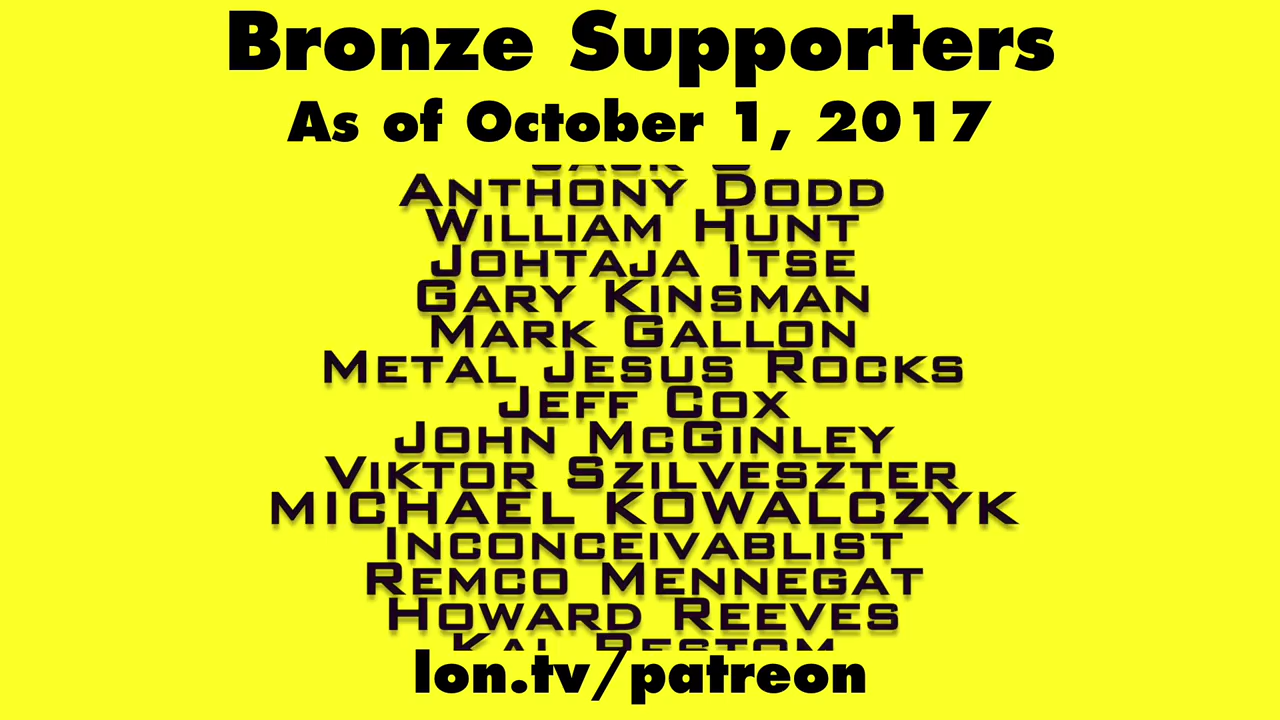 Bronze Supporters
As of October 1, 2017
Anthony Dodd
William Hunt
Johtaja Itse
Gary Kinsman
Mark Gallon
Metal Jesus Rocks
Jeff Cox
John McGinley
Viktor Szilveszter
MICHAEL KOWALCZYK
Inconceivablist
Remco Mennegat
Howard Reeves
lon.tv/patreon